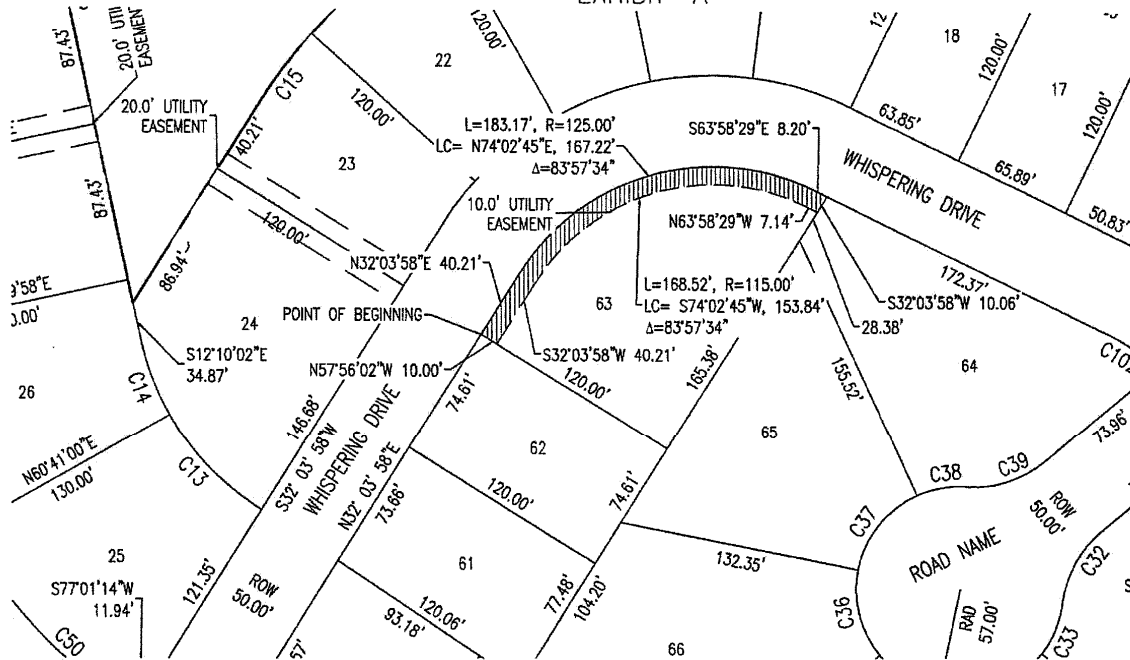 EXHIBIT "A"
87.43'
20.0' UTIL
EASEMENT
20.0' UTILITY
EASEMENT
87.43'
C15
40.21'
120.00'
22
23
120.00'
120.00'
L=183.17', R=125.00'
LC= N74°02'45"E, 167.22'
Δ=83°57'34"
S63°58'29"E 8.20'
18
17
120.00'
120.00'
63.85'
65.89'
50.83'
WHISPERING DRIVE
10.0' UTILITY
EASEMENT
N63°58'29"W 7.14'
N32°03'58"E 40.21'
86.94'
9'58"E
0.00'
24
POINT OF BEGINNING
63
L=168.52', R=115.00'
LC= S74°02'45"W, 153.84'
Δ=83°57'34"
172.37'
S32°03'58"W 10.06'
28.38'
S12°10'02"E
34.87'
N57°56'02"W 10.00'
S32°03'58"W 40.21'
120.00'
165.38'
155.52'
64
C102
26
C14
74.61'
146.68'
S32° 03' 58"W
WHISPERING DRIVE
N32° 03' 58"E
73.66'
62
65
73.96'
N60°41'00"E
130.00'
C13
120.00'
74.61'
C38
C39
C37
ROW
50.00'
25
S77°01'14"W
11.94'
121.35'
ROW
50.00'
61
132.35'
ROAD NAME
C32
C50
57'
120.06'
93.18'
77.48'
104.20'
66
C36
RAD
57.00'
C33